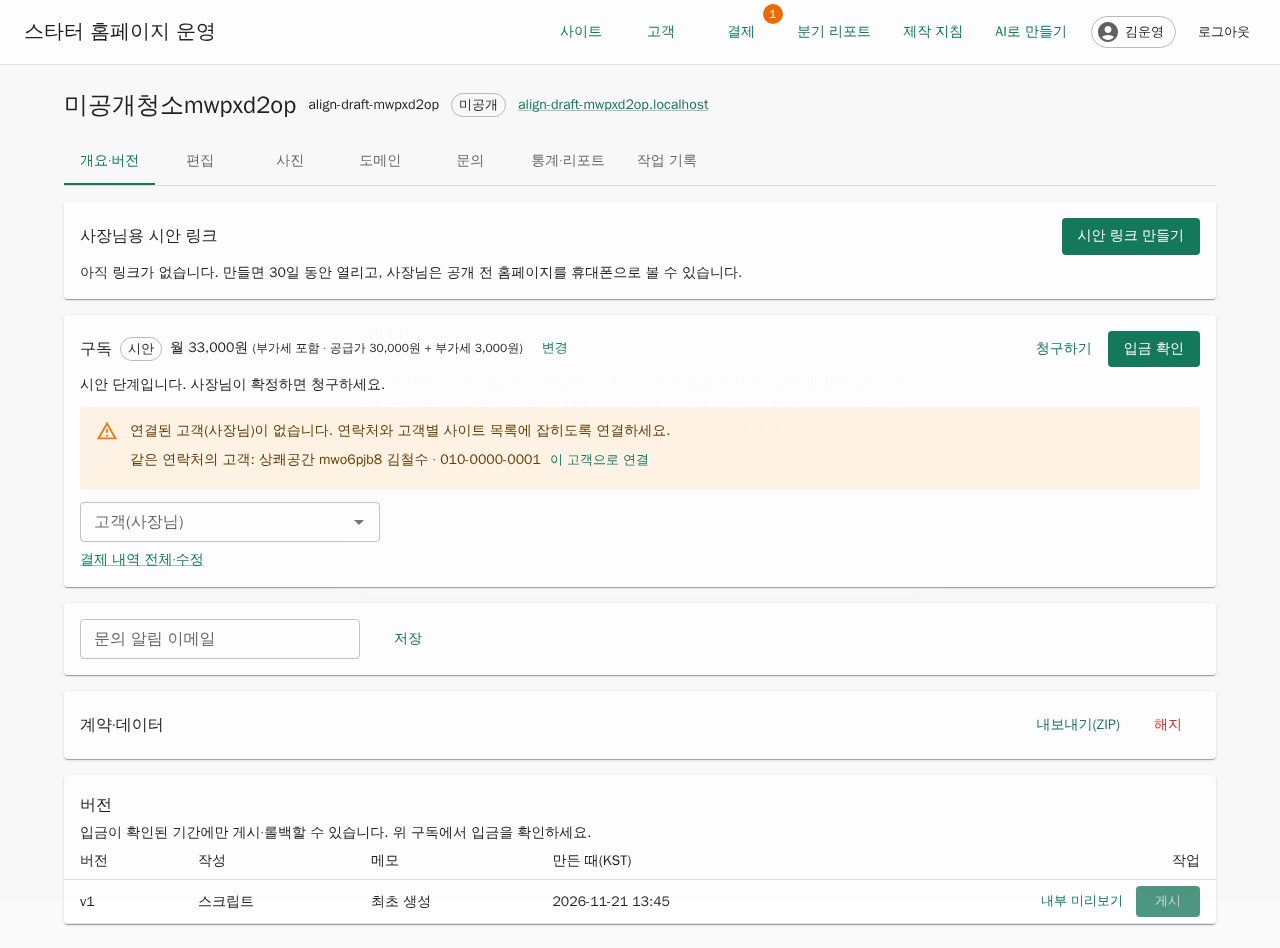 스타터 홈페이지 운영 사이트 고객 결제 1 분기 리포트 제작 지침 AI로 만들기 김운영 로그아웃
미공개청소mwpxd2op align-draft-mwpxd2op 미공개 align-draft-mwpxd2op.localhost
개요·버전 편집 사진 도메인 문의 통계·리포트 작업 기록
사장님용 시안 링크 시안 링크 만들기
아직 링크가 없습니다. 만들면 30일 동안 열리고, 사장님은 공개 전 홈페이지를 휴대폰으로 볼 수 있습니다.
구독 시안 월 33,000원 (부가세 포함 · 공급가 30,000원 + 부가세 3,000원) 변경 청구하기 입금 확인
시안 단계입니다. 사장님이 확정하면 청구하세요.
연결된 고객(사장님)이 없습니다. 연락처와 고객별 사이트 목록에 잡히도록 연결하세요.
같은 연락처의 고객: 상쾌공간 mwo6pjb8 김철수 · 010-0000-0001 이 고객으로 연결
고객(사장님)
결제 내역 전체·수정
문의 알림 이메일 저장
계약·데이터 내보내기(ZIP) 해지
버전
입금이 확인된 기간에만 게시·롤백할 수 있습니다. 위 구독에서 입금을 확인하세요.
버전 작성 메모 만든 때(KST) 작업
v1 스크립트 최초 생성 2026-11-21 13:45 내부 미리보기 게시